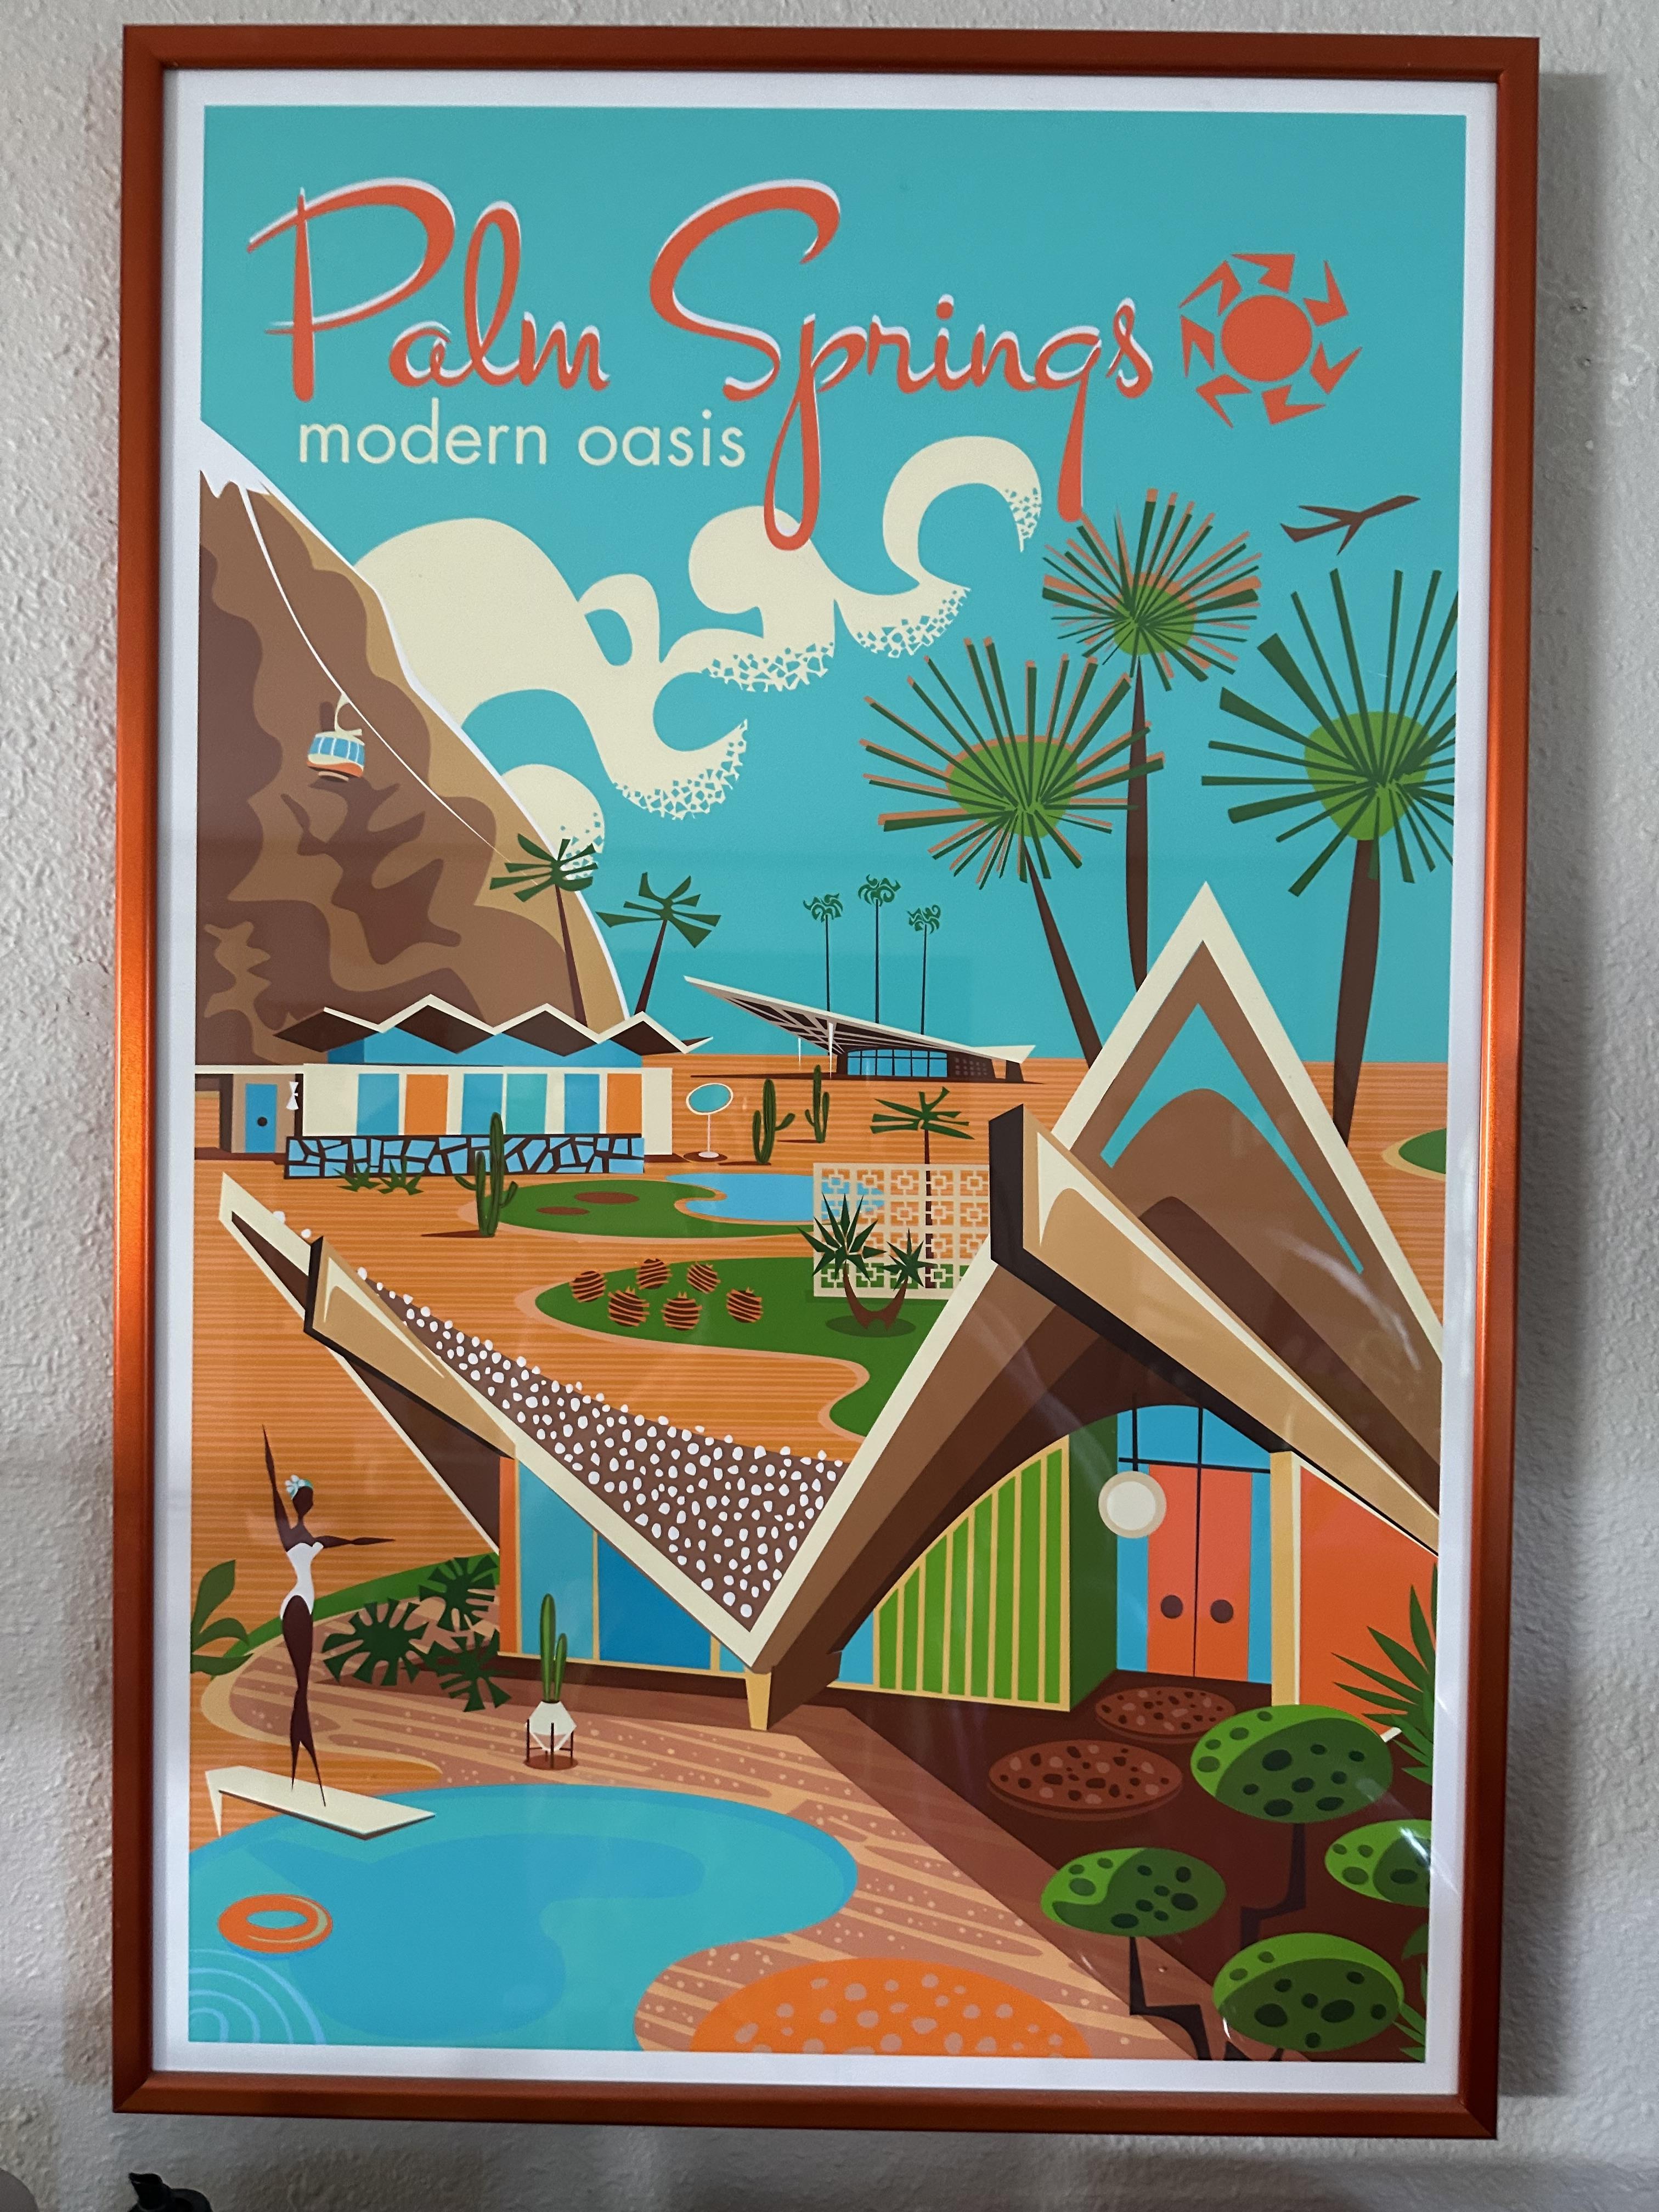 Palm Springs
modern oasis